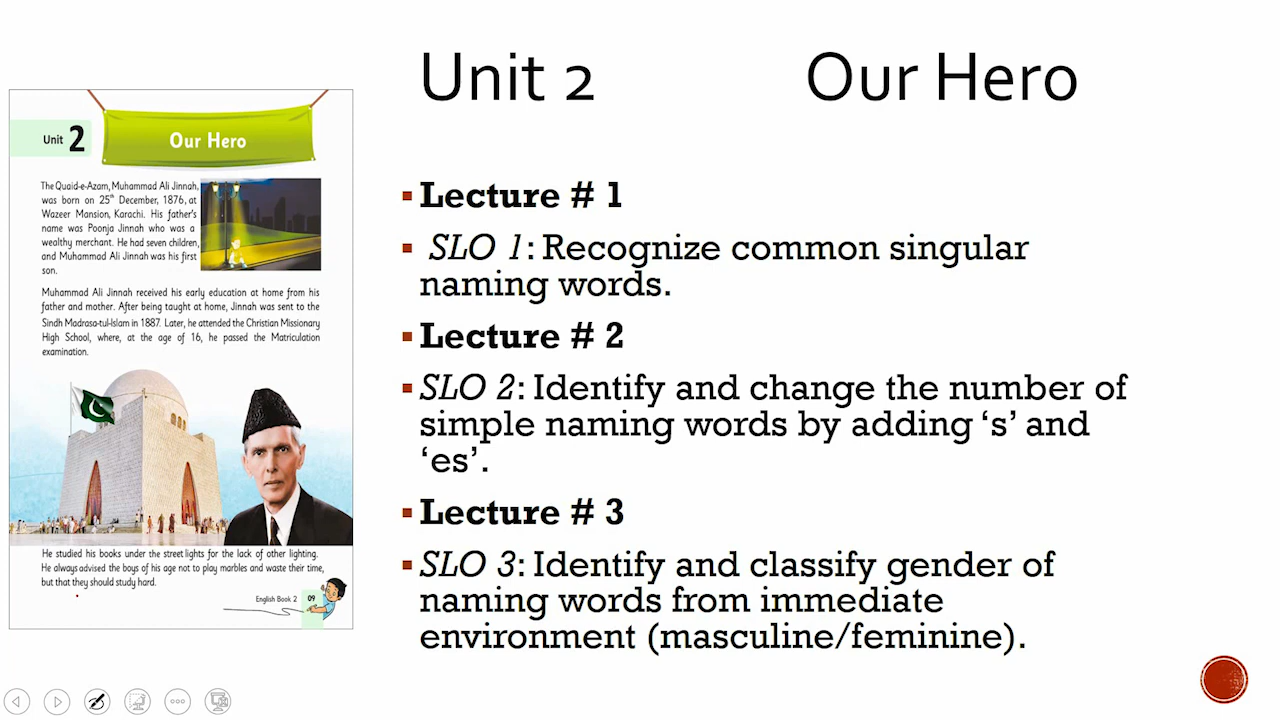 Unit 2 Our Hero
Unit 2
Our Hero
The Quaid-e-Azam, Muhammad Ali Jinnah,
was born on 25th December, 1876, at
Wazeer Mansion, Karachi. His father's
name was Poonja Jinnah who was a
wealthy merchant. He had seven children,
and Muhammad Ali Jinnah was his first
son.
Muhammad Ali Jinnah received his early education at home from his
father and mother. After being taught at home, Jinnah was sent to the
Sindh Madrasa-tul-Islam in 1887. Later, he attended the Christian Missionary
High School, where, at the age of 16, he passed the Matriculation
examination.
He studied his books under the street lights for the lack of other lighting.
He always advised the boys of his age not to play marbles and waste their time,
but that they should study hard.
English Book 2 09
Lecture # 1
SLO 1: Recognize common singular
naming words.
Lecture # 2
SLO 2: Identify and change the number of
simple naming words by adding ‘s’ and
‘es’.
Lecture # 3
SLO 3: Identify and classify gender of
naming words from immediate
environment (masculine/feminine).